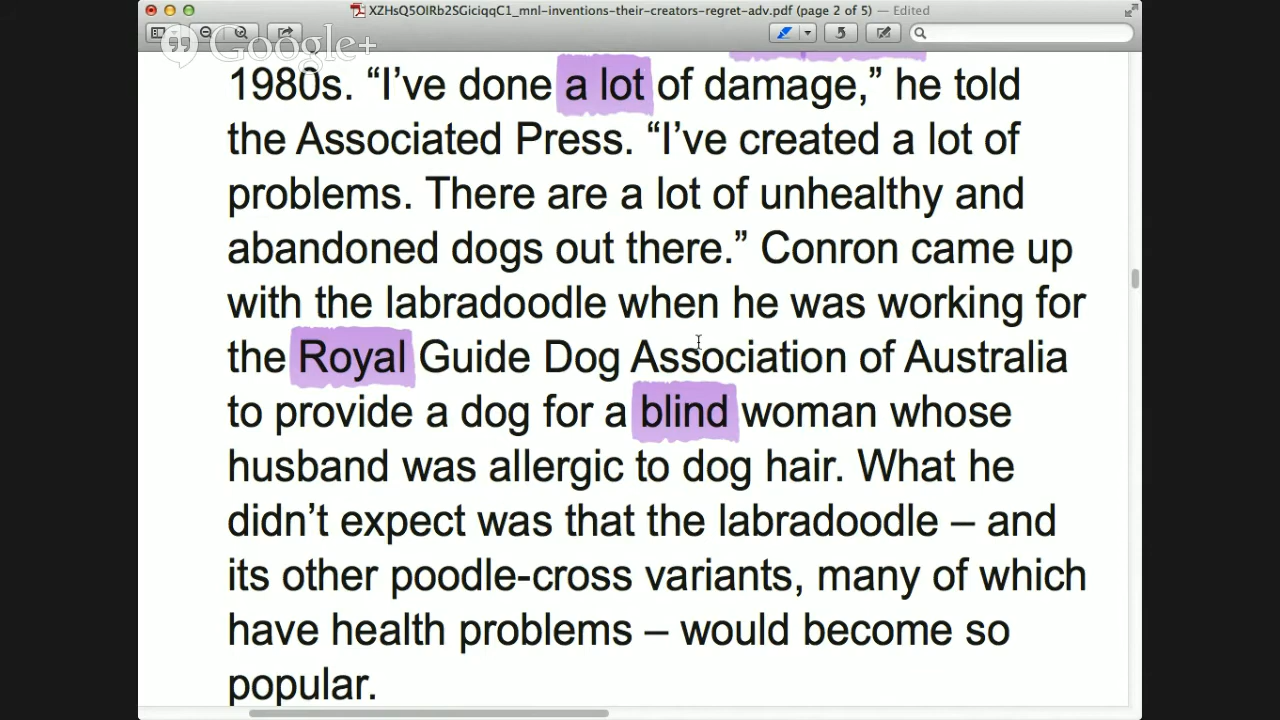 XZHsQ5OIRb2SGiciqqC1_mnl-inventions-their-creators-regret-adv.pdf (page 2 of 5) — Edited
Google+
1980s. “I’ve done a lot of damage,” he told
the Associated Press. “I’ve created a lot of
problems. There are a lot of unhealthy and
abandoned dogs out there.” Conron came up
with the labradoodle when he was working for
the Royal Guide Dog Association of Australia
to provide a dog for a blind woman whose
husband was allergic to dog hair. What he
didn’t expect was that the labradoodle – and
its other poodle-cross variants, many of which
have health problems – would become so
popular.